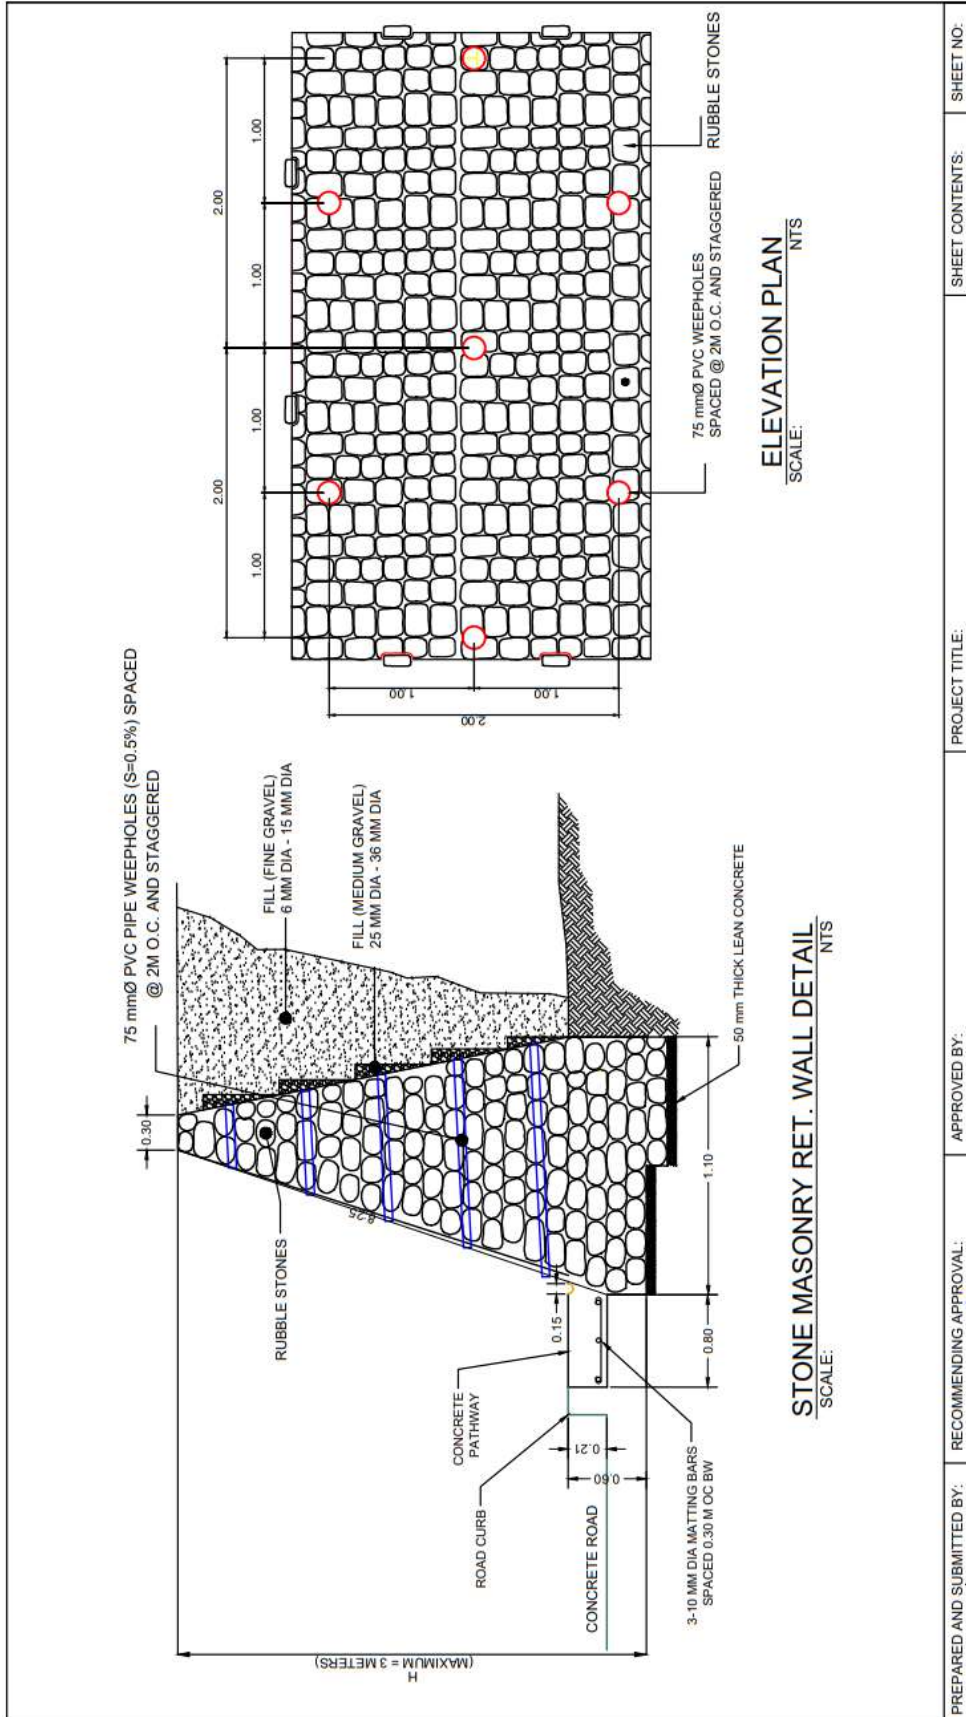 H
(MAXIMUM = 3 METERS)
75 mmØ PVC PIPE WEEPHOLES (S=0.5%) SPACED
@ 2M O.C. AND STAGGERED
0.30
FILL (FINE GRAVEL)
6 MM DIA - 15 MM DIA
FILL (MEDIUM GRAVEL)
25 MM DIA - 36 MM DIA
RUBBLE STONES
8.25
CONCRETE
PATHWAY
0.15
ROAD CURB
0.21
0.60
CONCRETE ROAD
0.80
1.10
50 mm THICK LEAN CONCRETE
3-10 MM DIA MATTING BARS
SPACED 0.30 M OC BW
STONE MASONRY RET. WALL DETAIL
SCALE:
NTS
2.00
2.00
1.00
1.00
1.00
1.00
1.00
1.00
2.00
75 mmØ PVC WEEPHOLES
SPACED @ 2M O.C. AND STAGGERED
RUBBLE STONES
ELEVATION PLAN
SCALE:
NTS
PREPARED AND SUBMITTED BY:
RECOMMENDING APPROVAL:
APPROVED BY:
PROJECT TITLE:
SHEET CONTENTS:
SHEET NO: